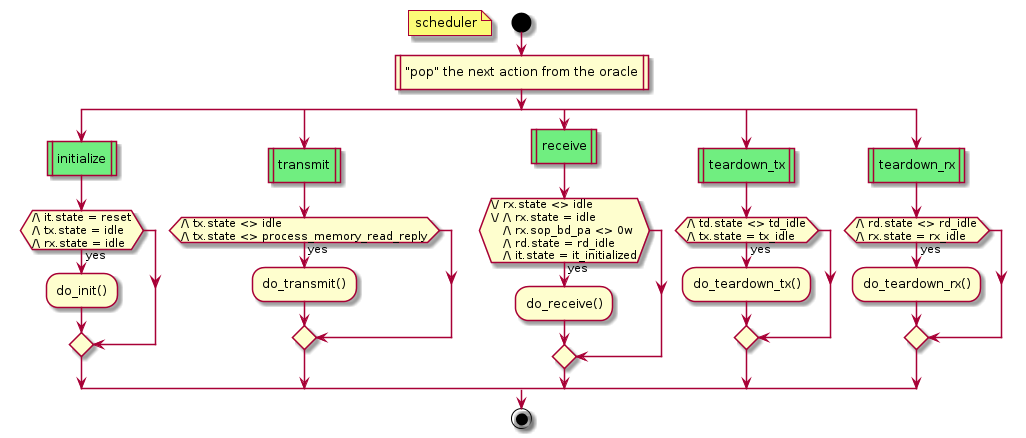 scheduler
"pop" the next action from the oracle
initialize
/\ it.state = reset
/\ tx.state = idle
/\ rx.state = idle
yes
do_init()
transmit
/\ tx.state <> idle
/\ tx.state <> process_memory_read_reply
yes
do_transmit()
receive
\/ rx.state <> idle
\/ /\ rx.state = idle
/\ rx.sop_bd_pa <> 0w
/\ rd.state = rd_idle
/\ it.state = it_initialized
yes
do_receive()
teardown_tx
/\ td.state <> td_idle
/\ tx.state = tx_idle
yes
do_teardown_tx()
teardown_rx
/\ rd.state <> rd_idle
/\ rx.state = rx_idle
yes
do_teardown_rx()